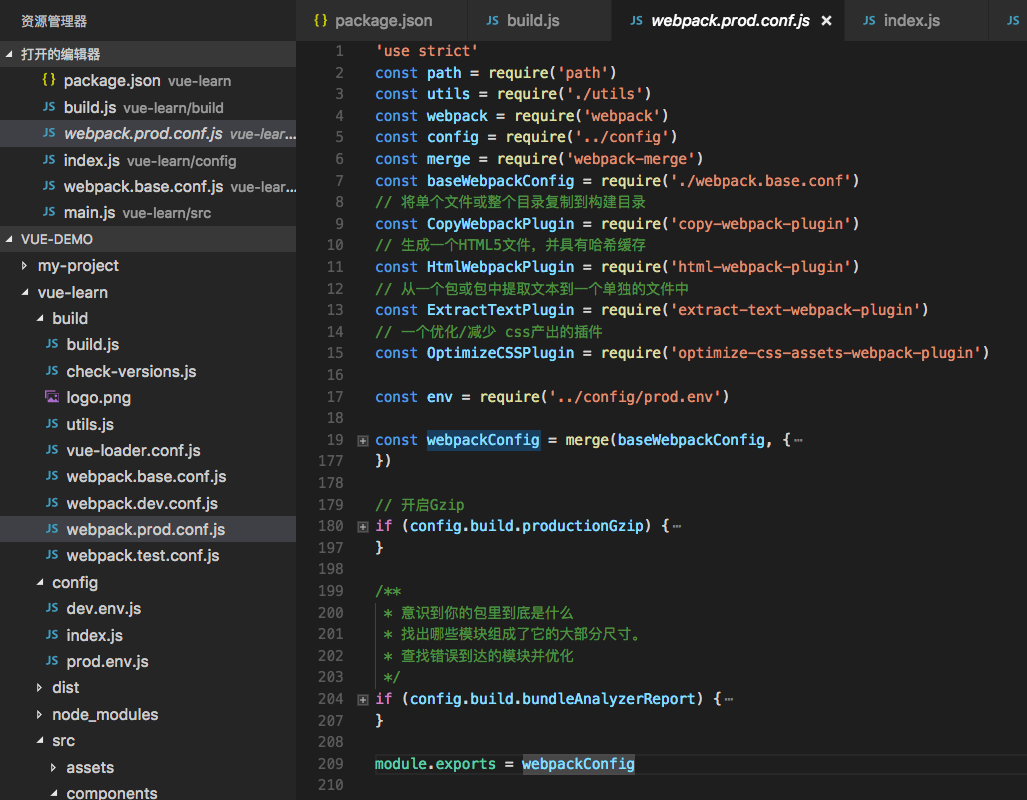 资源管理器
打开的编辑器
{} package.json vue-learn
JS build.js vue-learn/build
JS webpack.prod.conf.js vue-lear...
JS index.js vue-learn/config
JS webpack.base.conf.js vue-lear...
JS main.js vue-learn/src
VUE-DEMO
my-project
vue-learn
build
JS build.js
JS check-versions.js
logo.png
JS utils.js
JS vue-loader.conf.js
JS webpack.base.conf.js
JS webpack.dev.conf.js
JS webpack.prod.conf.js
JS webpack.test.conf.js
config
JS dev.env.js
JS index.js
JS prod.env.js
dist
node_modules
src
assets
components
{} package.json JS build.js JS webpack.prod.conf.js × JS index.js JS
1 'use strict'
2 const path = require('path')
3 const utils = require('./utils')
4 const webpack = require('webpack')
5 const config = require('../config')
6 const merge = require('webpack-merge')
7 const baseWebpackConfig = require('./webpack.base.conf')
8 // 将单个文件或整个目录复制到构建目录
9 const CopyWebpackPlugin = require('copy-webpack-plugin')
10 // 生成一个HTML5文件，并具有哈希缓存
11 const HtmlWebpackPlugin = require('html-webpack-plugin')
12 // 从一个包或包中提取文本到一个单独的文件中
13 const ExtractTextPlugin = require('extract-text-webpack-plugin')
14 // 一个优化/减少 css产出的插件
15 const OptimizeCSSPlugin = require('optimize-css-assets-webpack-plugin')
16
17 const env = require('../config/prod.env')
18
19 const webpackConfig = merge(baseWebpackConfig, {⋯
177 })
178
179 // 开启Gzip
180 if (config.build.productionGzip) {⋯
197 }
198
199 /**
200 * 意识到你的包里到底是什么
201 * 找出哪些模块组成了它的大部分尺寸。
202 * 查找错误到达的模块并优化
203 */
204 if (config.build.bundleAnalyzerReport) {⋯
207 }
208
209 module.exports = webpackConfig
210